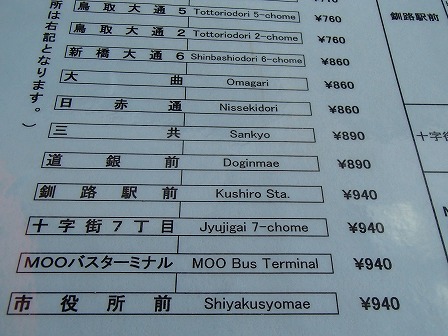 所は右記となります。)
鳥取大通5 Tottoriodori 5-chome ¥760
鳥取大通2 Tottoriodori 2-chome ¥760
新橋大通6 Shinbashiodori 6-chome ¥860
大曲 Omagari ¥860
日赤通 Nissekidori ¥860
三共 Sankyo ¥890
道銀前 Doginmae ¥890
釧路駅前 Kushiro Sta. ¥940
十字街7丁目 Jyujigai 7-chome ¥940
MOOバスターミナル MOO Bus Terminal ¥940
市役所前 Shiyakusyomae ¥940
釧路駅前
十字